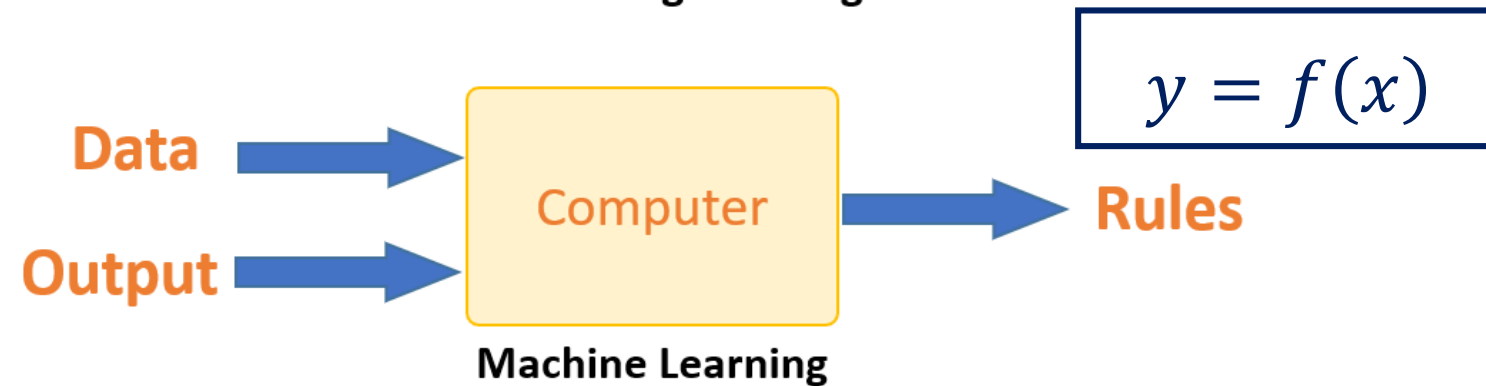 y = f(x)
Data
Computer
Rules
Output
Machine Learning